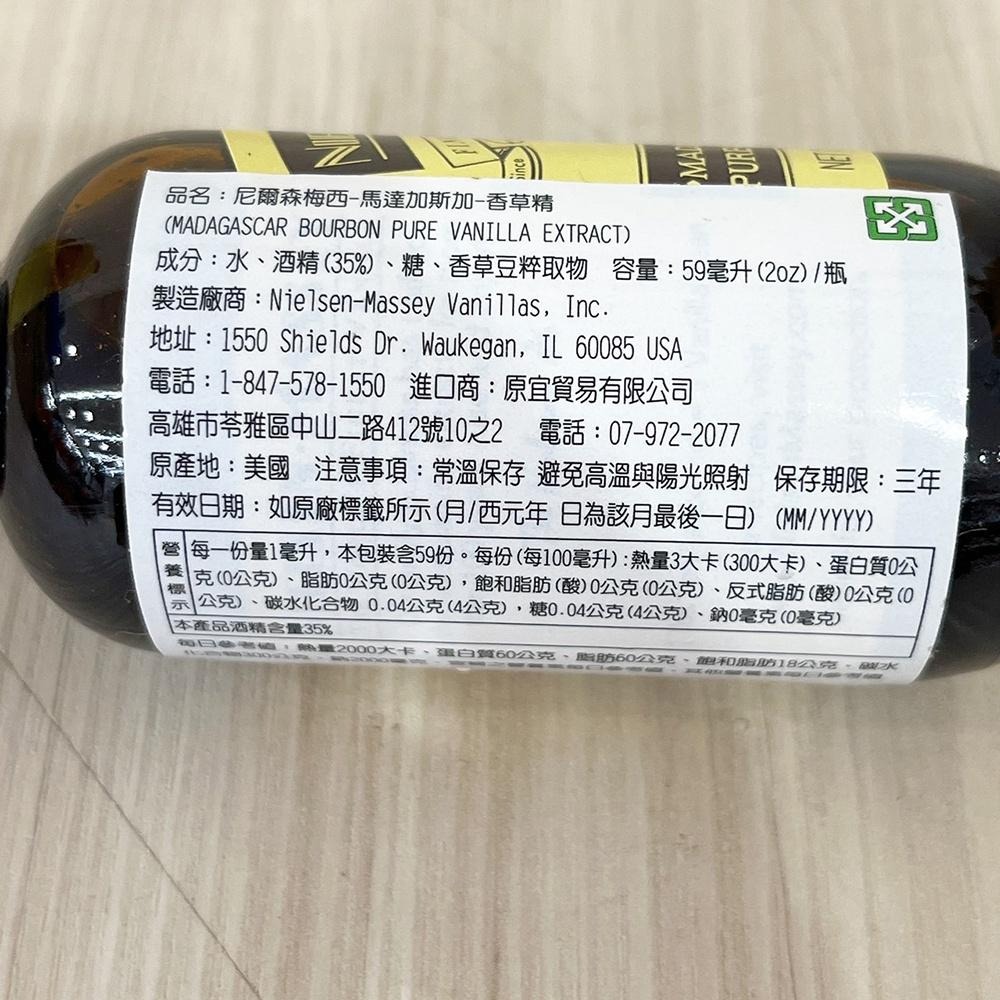 品名：尼爾森梅西-馬達加斯加-香草精
(MADAGASCAR BOURBON PURE VANILLA EXTRACT)
成分：水、酒精(35%)、糖、香草豆粹取物 容量：59毫升(2oz)/瓶
製造廠商：Nielsen-Massey Vanillas, Inc.
地址：1550 Shields Dr. Waukegan, IL 60085 USA
電話：1-847-578-1550 進口商：原宜貿易有限公司
高雄市苓雅區中山二路412號10之2 電話：07-972-2077
原產地：美國 注意事項：常溫保存 避免高溫與陽光照射 保存期限：三年
有效日期：如原廠標籤所示(月/西元年 日為該月最後一日) (MM/YYYY)
營養標示
每一份量1毫升，本包裝含59份。每份(每100毫升)：熱量3大卡(300大卡)、蛋白質0公
克(0公克)、脂肪0公克(0公克)，飽和脂肪(酸)0公克(0公克)、反式脂肪(酸)0公克(0
公克)、碳水化合物 0.04公克(4公克)，糖0.04公克(4公克)、鈉0毫克(0毫克)
本產品酒精含量35%
每日參考值：熱量2000大卡、蛋白質60公克、脂肪60公克、飽和脂肪18公克、碳水